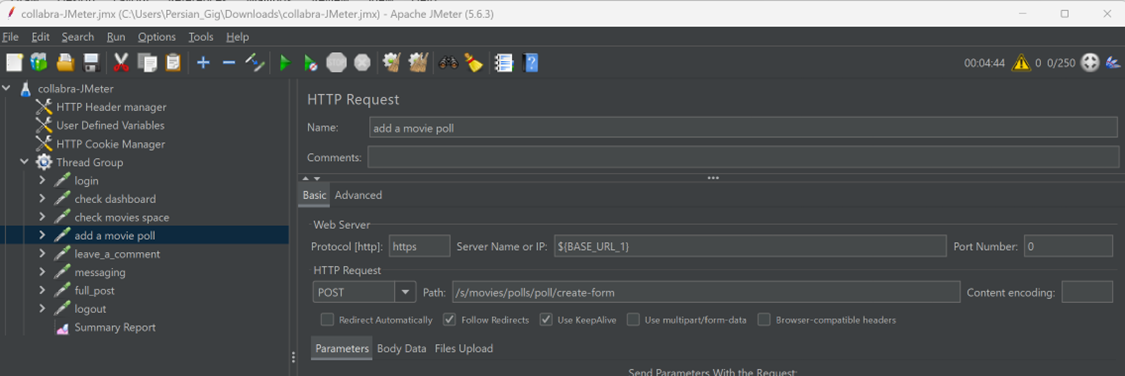 collabra-JMeter.jmx (C:\Users\Persian_Gig\Downloads\collabra-JMeter.jmx) - Apache JMeter (5.6.3)
File Edit Search Run Options Tools Help
00:04:44 0 0/250
collabra-JMeter
HTTP Header manager
User Defined Variables
HTTP Cookie Manager
Thread Group
login
check dashboard
check movies space
add a movie poll
leave_a_comment
messaging
full_post
logout
Summary Report
HTTP Request
Name: add a movie poll
Comments:
Basic Advanced
Web Server
Protocol [http]: https Server Name or IP: ${BASE_URL_1} Port Number: 0
HTTP Request
POST Path: /s/movies/polls/poll/create-form Content encoding:
Redirect Automatically Follow Redirects Use KeepAlive Use multipart/form-data Browser-compatible headers
Parameters Body Data Files Upload
Send Parameters With the Request: